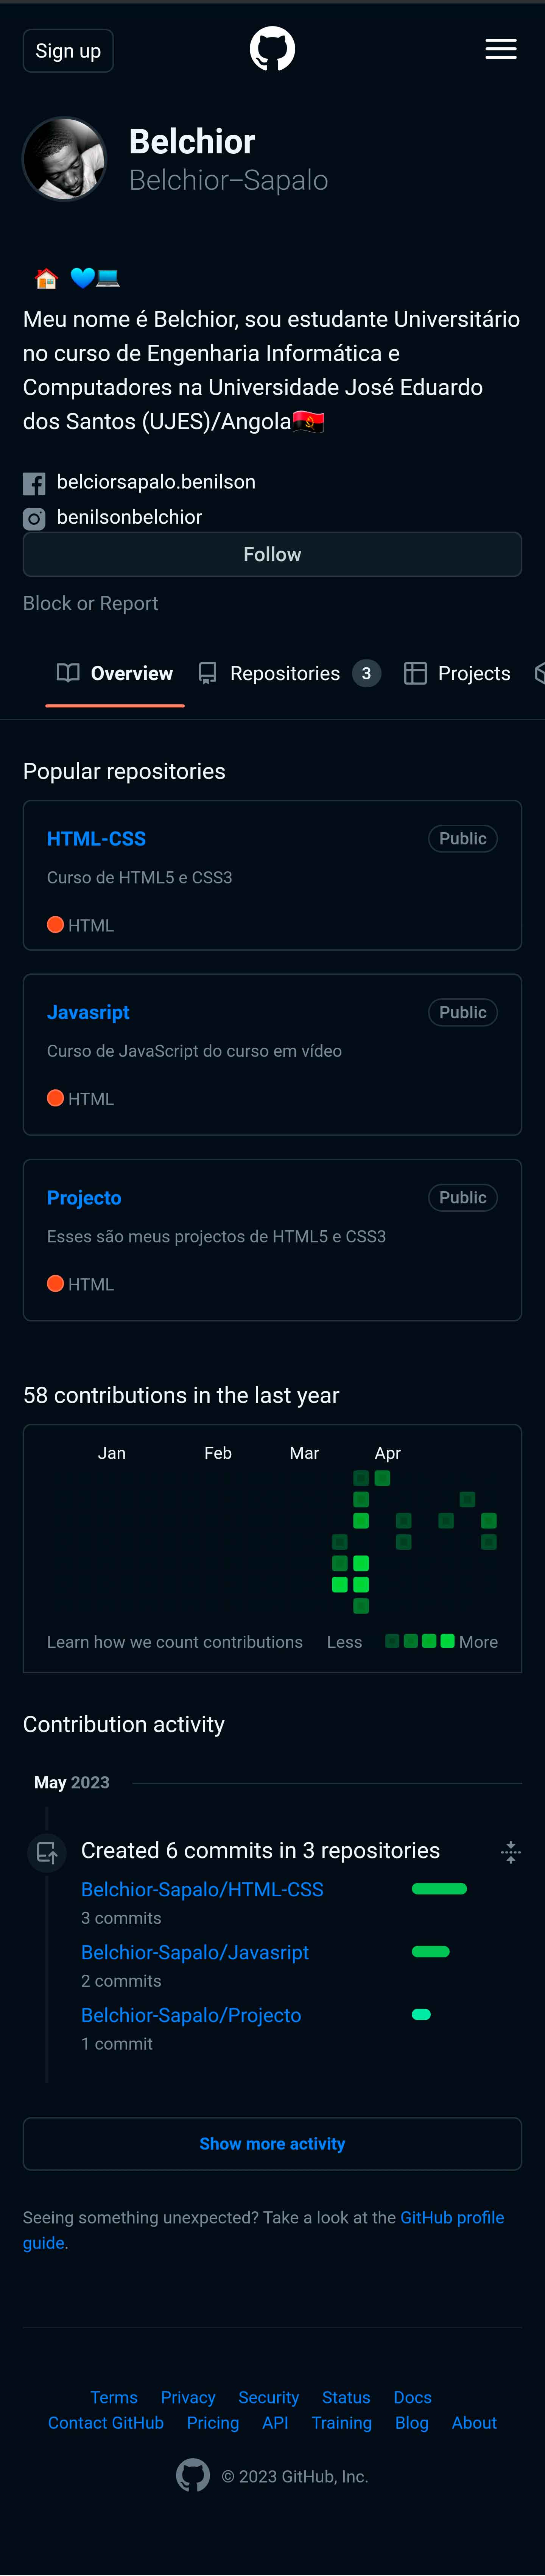 Sign up
Belchior
Belchior–Sapalo
🏠 💙💻
Meu nome é Belchior, sou estudante Universitário
no curso de Engenharia Informática e
Computadores na Universidade José Eduardo
dos Santos (UJES)/Angola🇦🇴
belciorsapalo.benilson
benilsonbelchior
Follow
Block or Report
Overview Repositories 3 Projects
Popular repositories
HTML-CSS Public
Curso de HTML5 e CSS3
HTML
Javasript Public
Curso de JavaScript do curso em vídeo
HTML
Projecto Public
Esses são meus projectos de HTML5 e CSS3
HTML
58 contributions in the last year
Jan Feb Mar Apr
Learn how we count contributions Less More
Contribution activity
May 2023
Created 6 commits in 3 repositories
Belchior-Sapalo/HTML-CSS
3 commits
Belchior-Sapalo/Javasript
2 commits
Belchior-Sapalo/Projecto
1 commit
Show more activity
Seeing something unexpected? Take a look at the GitHub profile
guide.
Terms Privacy Security Status Docs
Contact GitHub Pricing API Training Blog About
© 2023 GitHub, Inc.